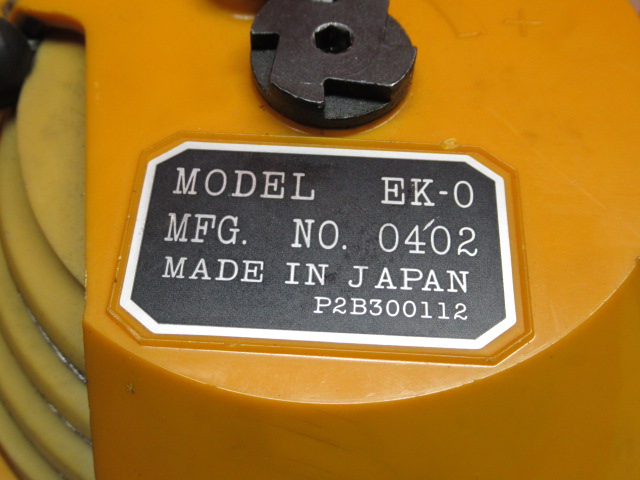 MODEL EK-0
MFG. NO. 0402
MADE IN JAPAN
P2B300112